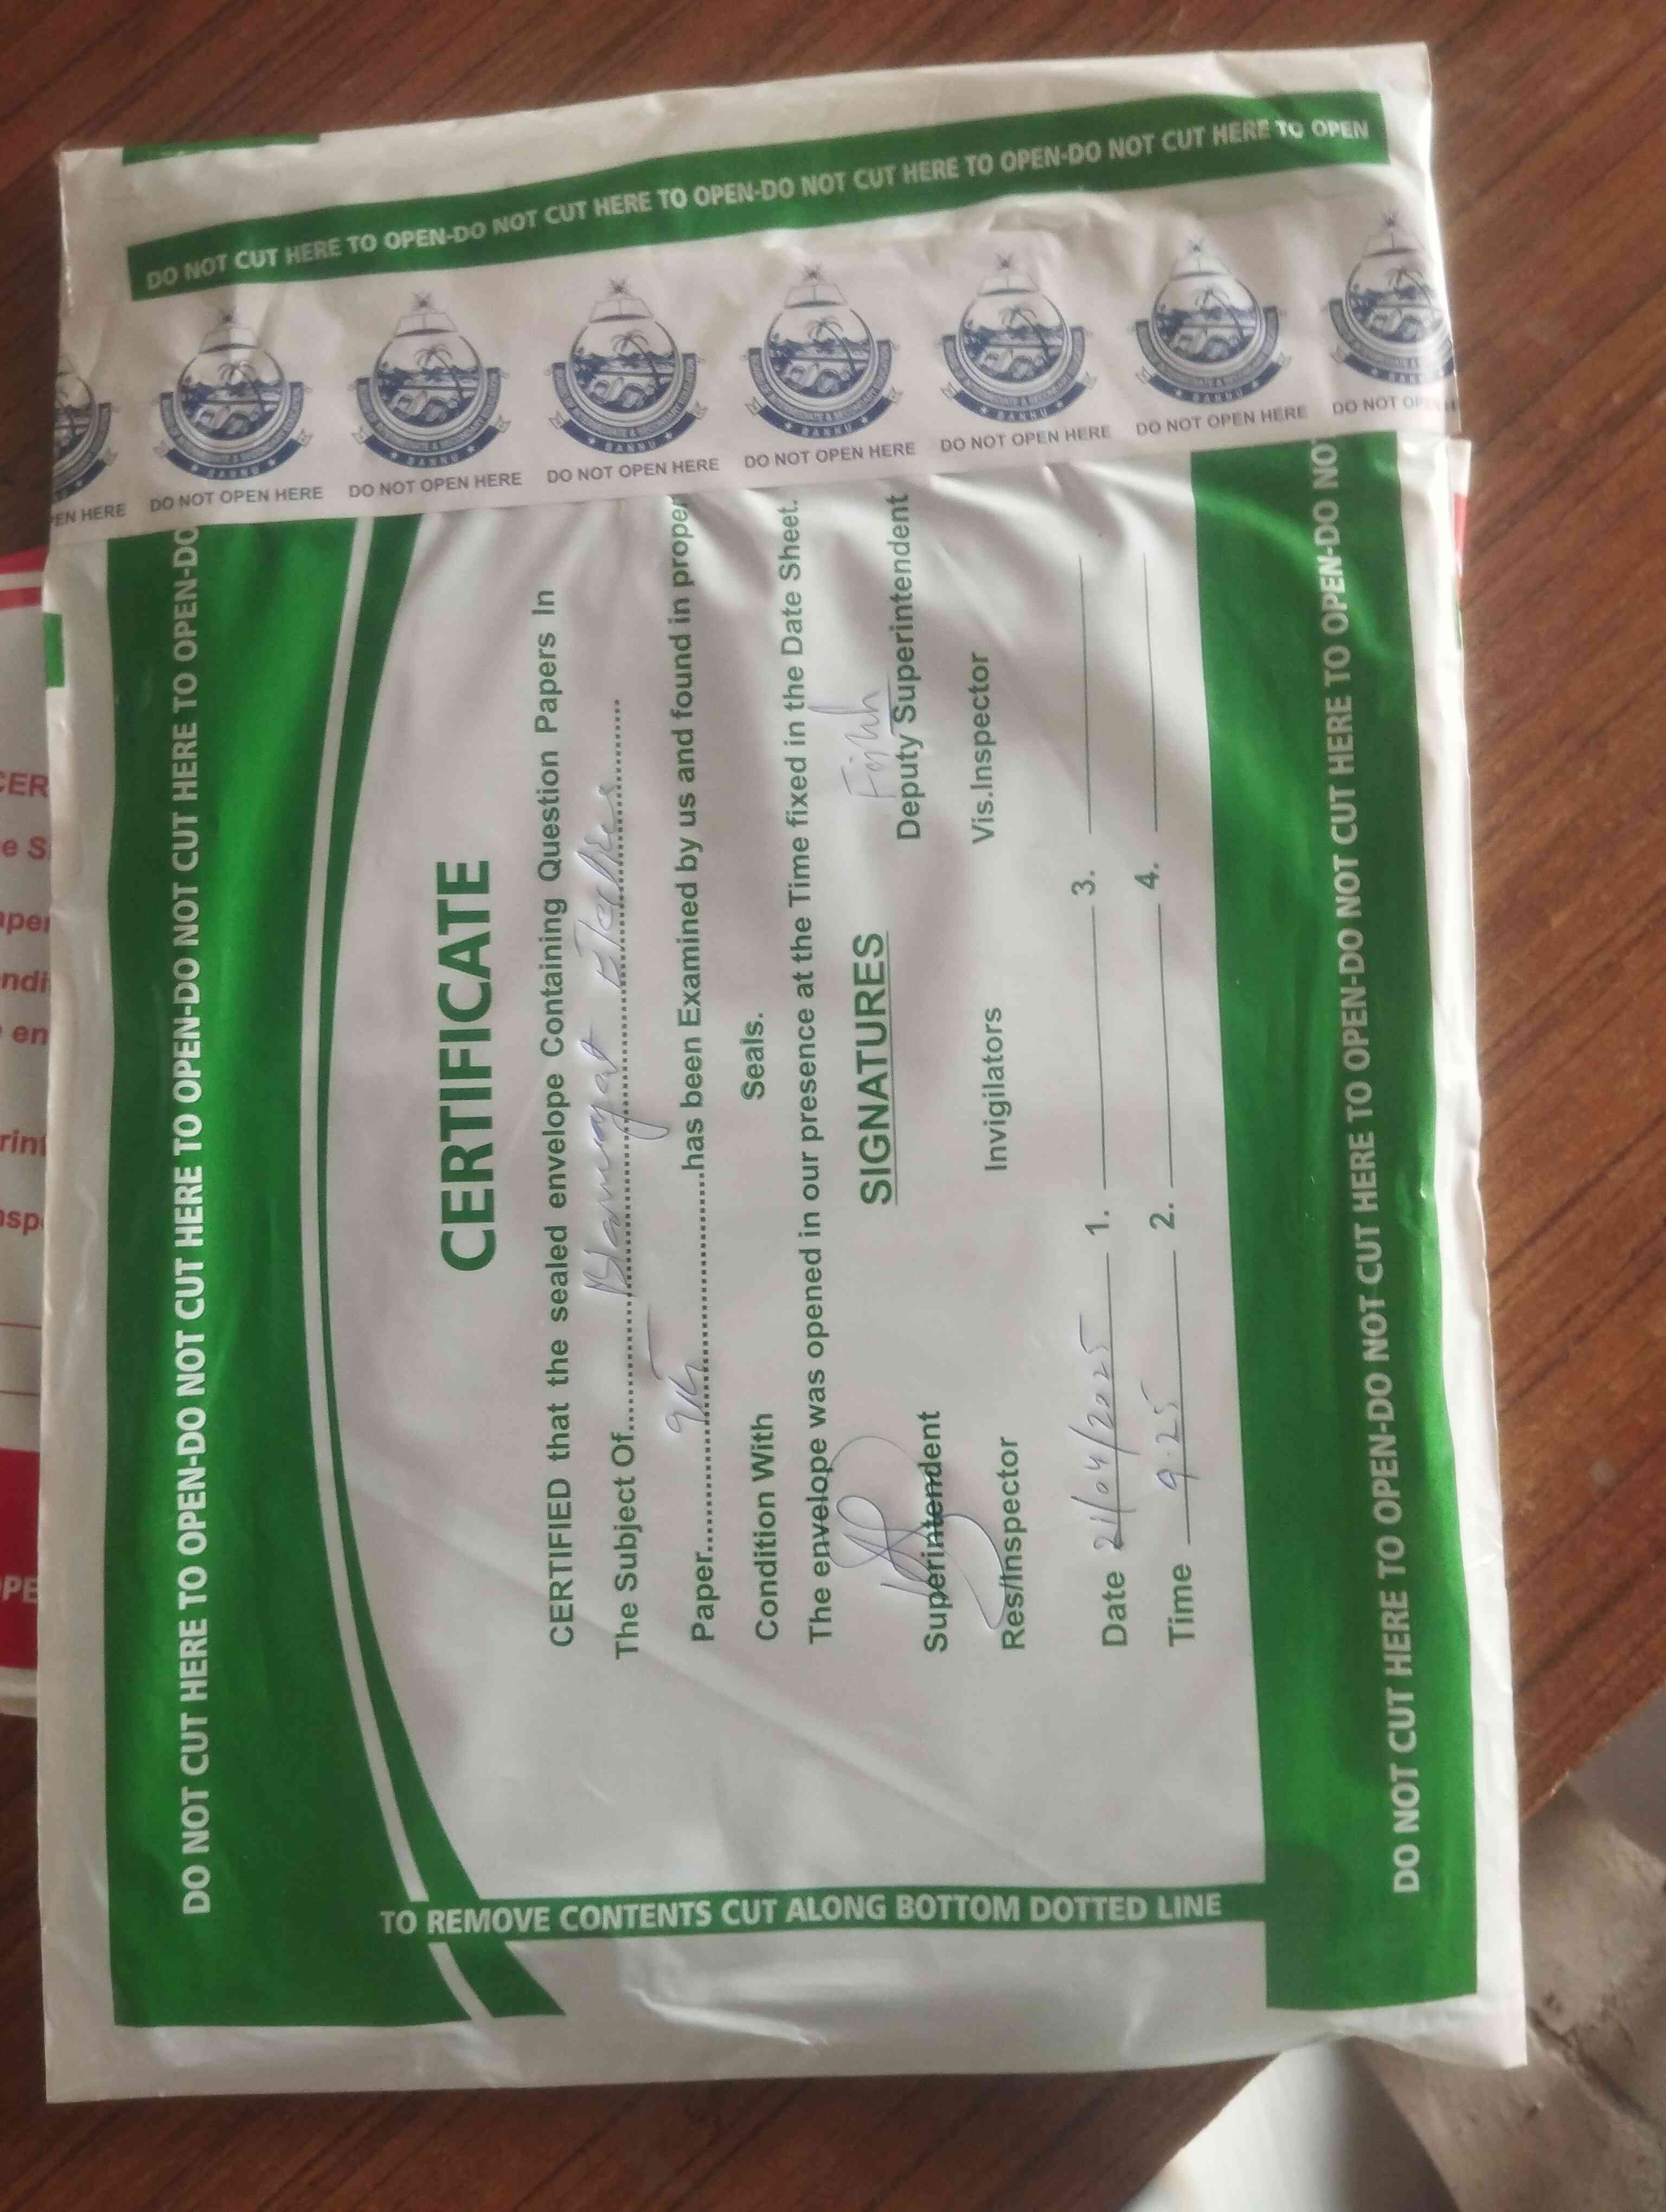 DO NOT CUT HERE TO OPEN-DO NOT CUT HERE TO OPEN-DO NOT CUT HERE TO OPEN-DO NOT CUT HERE TO OPEN
DO NOT OPEN HERE DO NOT OPEN HERE DO NOT OPEN HERE DO NOT OPEN HERE DO NOT OPEN HERE DO NOT OPEN HERE
BANNU
DO NOT CUT HERE TO OPEN-DO NOT CUT HERE TO OPEN-DO NOT CUT HERE TO OPEN-DO
CERTIFICATE
CERTIFIED that the sealed envelope Containing Question Papers In
The Subject Of
Paper 9th has been Examined by us and found in proper
Condition With Seals.
The envelope was opened in our presence at the Time fixed in the Date Sheet.
SIGNATURES
Superintendent Deputy Superintendent
Res/Inspector Invigilators Vis.Inspector
Date 21/04/2025 1. 3.
Time 9.25 2. 4.
DO NOT CUT HERE TO OPEN-DO NOT CUT HERE TO OPEN-DO NOT CUT HERE TO OPEN-DO NO
TO REMOVE CONTENTS CUT ALONG BOTTOM DOTTED LINE